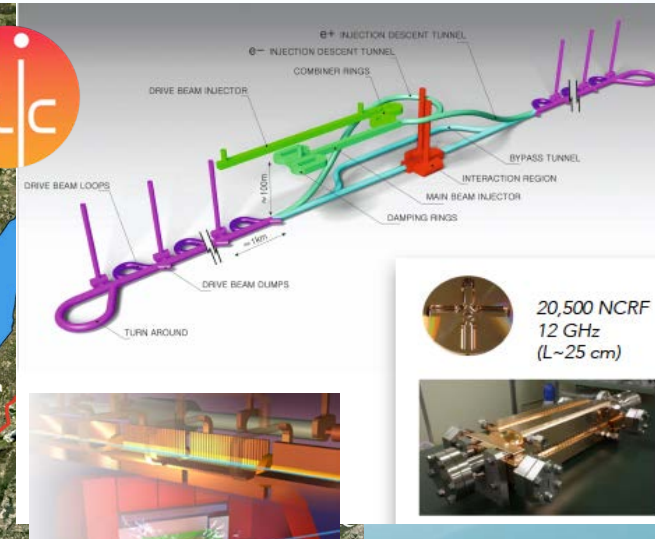 e+ INJECTION DESCENT TUNNEL
e− INJECTION DESCENT TUNNEL
COMBINER RINGS
DRIVE BEAM INJECTOR
BYPASS TUNNEL
INTERACTION REGION
MAIN BEAM INJECTOR
DAMPING RINGS
~100m
DRIVE BEAM LOOPS
~1km
DRIVE BEAM DUMPS
TURN AROUND
20,500 NCRF
12 GHz
(L~25 cm)